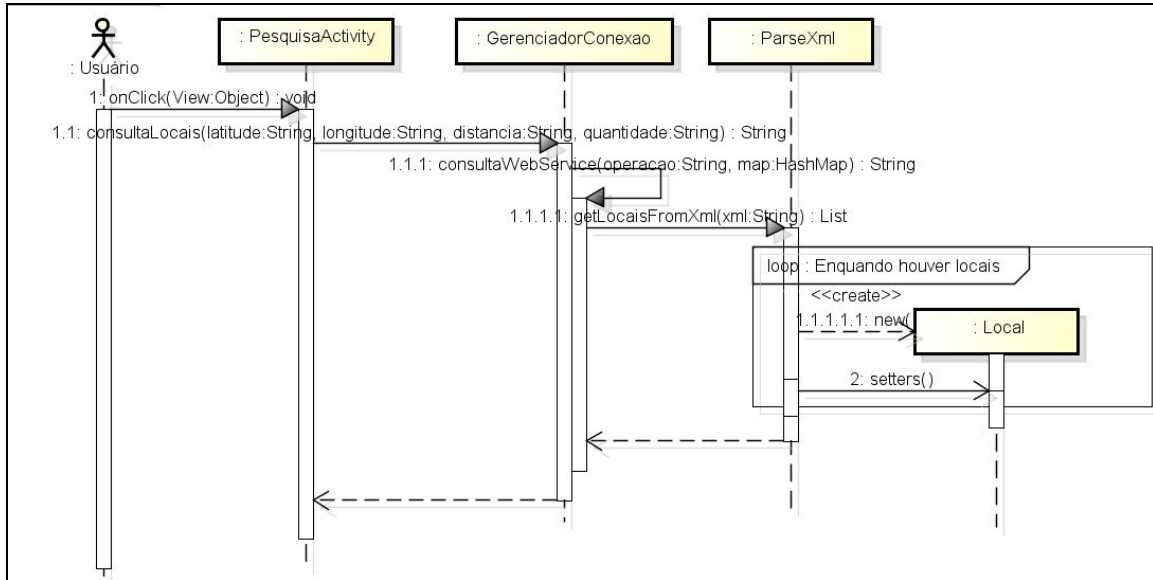 : PesquisaActivity
: GerenciadorConexao
: ParseXml
: Usuário
1: onClick(View:Object) : void
1.1: consultaLocais(latitude:String, longitude:String, distancia:String, quantidade:String) : String
1.1.1: consultaWebService(operacao:String, map:HashMap) : String
1.1.1.1: getLocaisFromXml(xml:String) : List
loop : Enquando houver locais
<<create>>
1.1.1.1.1: new(
: Local
2: setters()